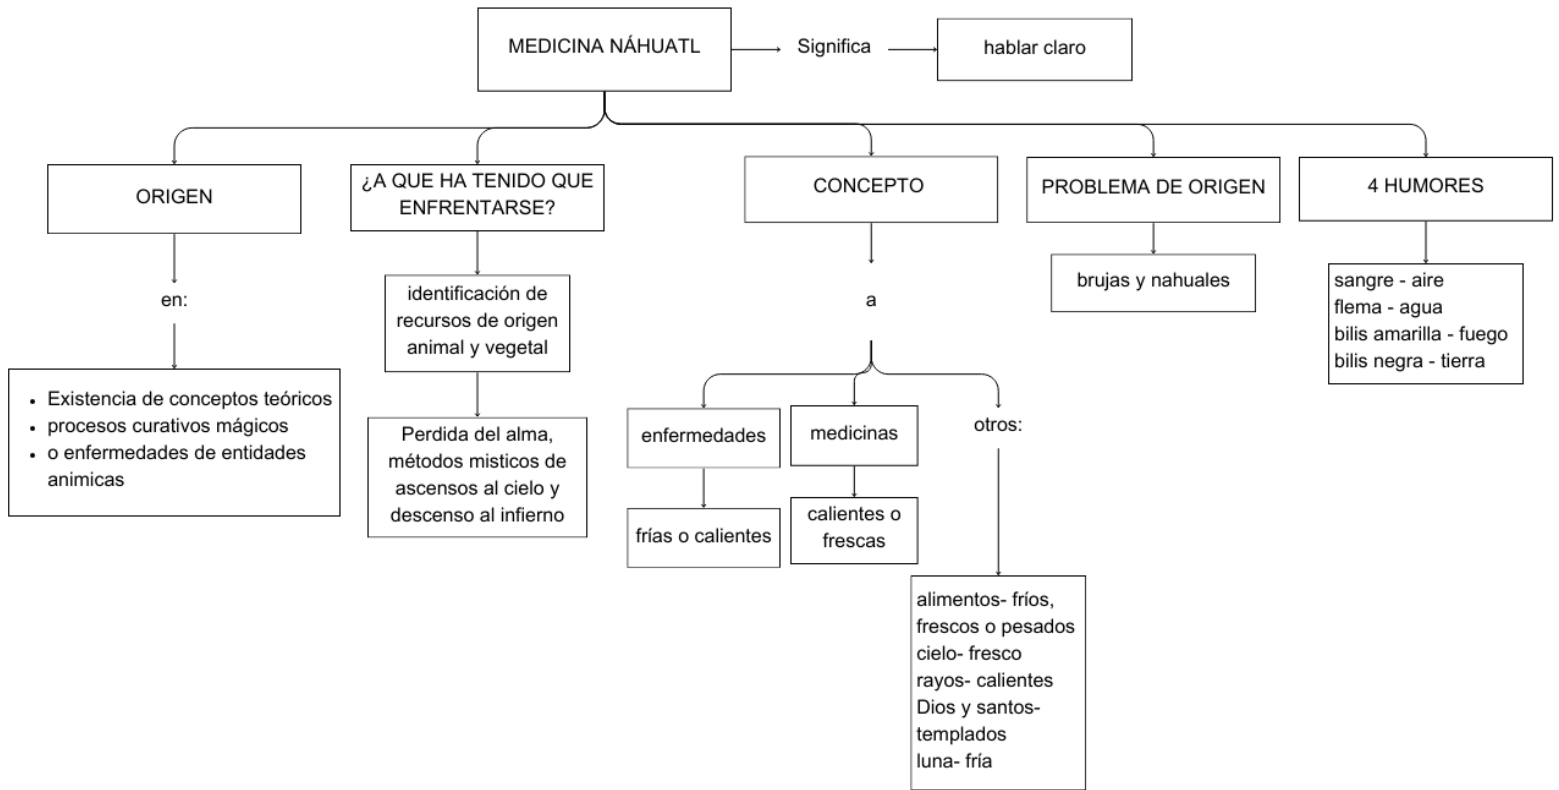 MEDICINA NÁHUATL
Significa
hablar claro
ORIGEN
en:
• Existencia de conceptos teóricos
• procesos curativos mágicos
• o enfermedades de entidades
animicas
¿A QUE HA TENIDO QUE
ENFRENTARSE?
identificación de
recursos de origen
animal y vegetal
Perdida del alma,
métodos misticos de
ascensos al cielo y
descenso al infierno
CONCEPTO
a
enfermedades
frías o calientes
medicinas
calientes o
frescas
otros:
alimentos- fríos,
frescos o pesados
cielo- fresco
rayos- calientes
Dios y santos-
templados
luna- fría
PROBLEMA DE ORIGEN
brujas y nahuales
4 HUMORES
sangre - aire
flema - agua
bilis amarilla - fuego
bilis negra - tierra